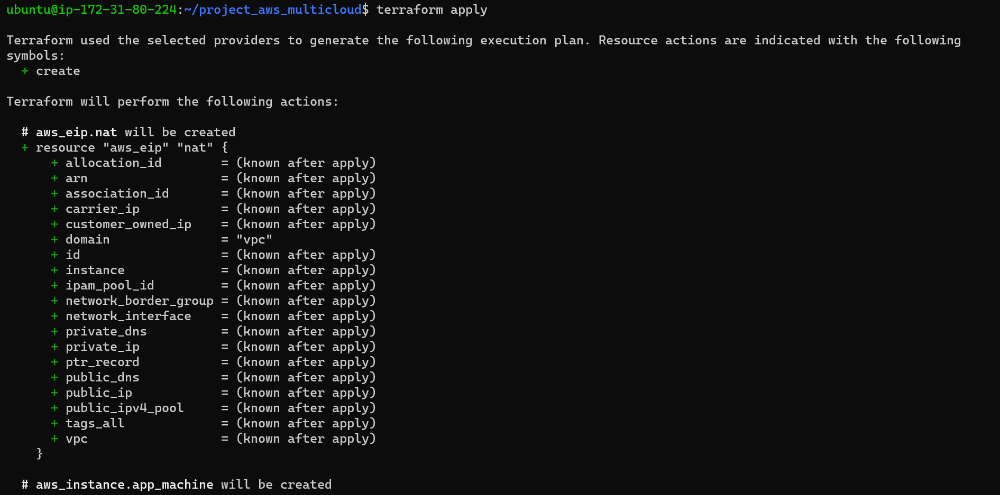 ubuntu@ip-172-31-80-224:~/project_aws_multicloud$ terraform apply
Terraform used the selected providers to generate the following execution plan. Resource actions are indicated with the following
symbols:
  + create
Terraform will perform the following actions:
  # aws_eip.nat will be created
  + resource "aws_eip" "nat" {
      + allocation_id        = (known after apply)
      + arn                  = (known after apply)
      + association_id       = (known after apply)
      + carrier_ip           = (known after apply)
      + customer_owned_ip    = (known after apply)
      + domain               = "vpc"
      + id                   = (known after apply)
      + instance             = (known after apply)
      + ipam_pool_id         = (known after apply)
      + network_border_group = (known after apply)
      + network_interface    = (known after apply)
      + private_dns          = (known after apply)
      + private_ip           = (known after apply)
      + ptr_record           = (known after apply)
      + public_dns           = (known after apply)
      + public_ip            = (known after apply)
      + public_ipv4_pool     = (known after apply)
      + tags_all             = (known after apply)
      + vpc                  = (known after apply)
    }
  # aws_instance.app_machine will be created